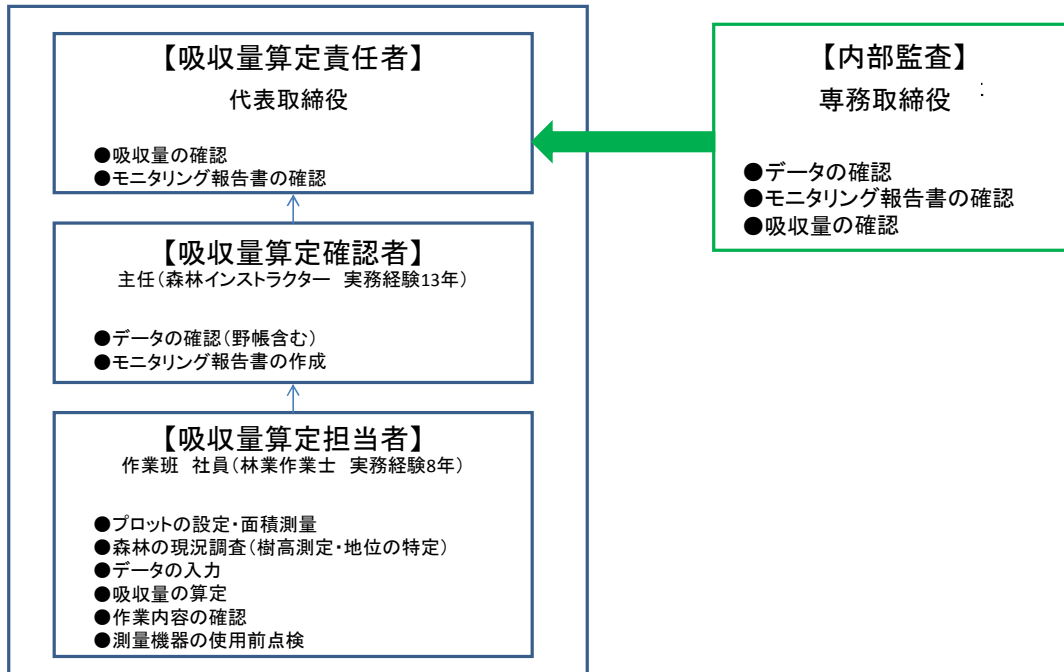 【吸収量算定責任者】
代表取締役
●吸収量の確認
●モニタリング報告書の確認
【吸収量算定確認者】
主任(森林インストラクター 実務経験13年)
●データの確認(野帳含む)
●モニタリング報告書の作成
【吸収量算定担当者】
作業班 社員(林業作業士 実務経験8年)
●プロットの設定・面積測量
●森林の現況調査(樹高測定・地位の特定)
●データの入力
●吸収量の算定
●作業内容の確認
●測量機器の使用前点検
【内部監査】
専務取締役 :
●データの確認
●モニタリング報告書の確認
●吸収量の確認